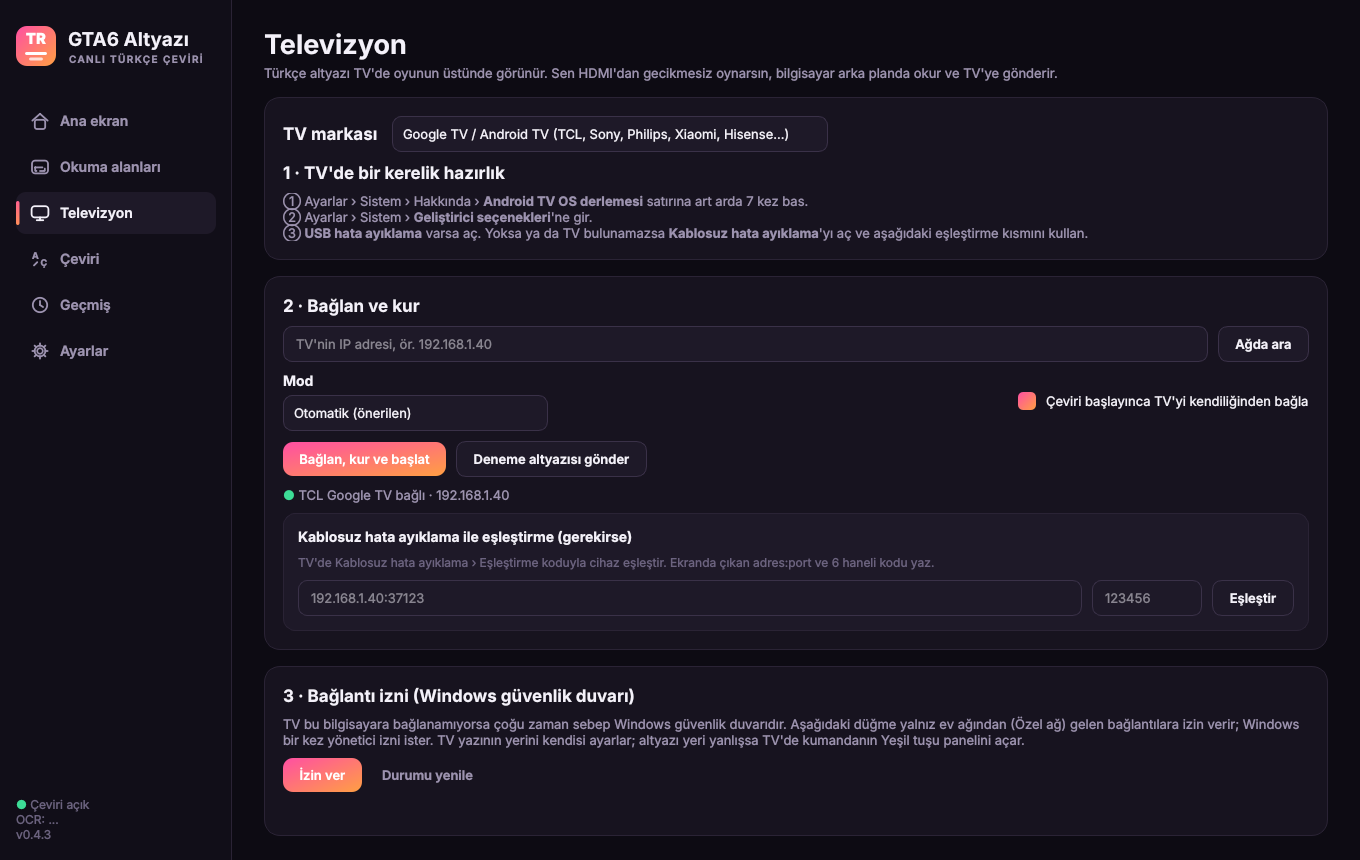 TR
GTA6 Altyazı
CANLI TÜRKÇE ÇEVİRİ
Ana ekran
Okuma alanları
Televizyon
Çeviri
Geçmiş
Ayarlar
Çeviri açık
OCR: ...
v0.4.3
Televizyon
Türkçe altyazı TV'de oyunun üstünde görünür. Sen HDMI'dan gecikmesiz oynarsın, bilgisayar arka planda okur ve TV'ye gönderir.
TV markası
Google TV / Android TV (TCL, Sony, Philips, Xiaomi, Hisense...)
1 · TV'de bir kerelik hazırlık
① Ayarlar › Sistem › Hakkında › Android TV OS derlemesi satırına art arda 7 kez bas.
② Ayarlar › Sistem › Geliştirici seçenekleri'ne gir.
③ USB hata ayıklama varsa aç. Yoksa ya da TV bulunamazsa Kablosuz hata ayıklama'yı aç ve aşağıdaki eşleştirme kısmını kullan.
2 · Bağlan ve kur
TV'nin IP adresi, ör. 192.168.1.40
Ağda ara
Mod
Otomatik (önerilen)
Çeviri başlayınca TV'yi kendiliğinden bağla
Bağlan, kur ve başlat
Deneme altyazısı gönder
TCL Google TV bağlı · 192.168.1.40
Kablosuz hata ayıklama ile eşleştirme (gerekirse)
TV'de Kablosuz hata ayıklama › Eşleştirme koduyla cihaz eşleştir. Ekranda çıkan adres:port ve 6 haneli kodu yaz.
192.168.1.40:37123
123456
Eşleştir
3 · Bağlantı izni (Windows güvenlik duvarı)
TV bu bilgisayara bağlanamıyorsa çoğu zaman sebep Windows güvenlik duvarıdır. Aşağıdaki düğme yalnız ev ağından (Özel ağ) gelen bağlantılara izin verir; Windows
bir kez yönetici izni ister. TV yazının yerini kendisi ayarlar; altyazı yeri yanlışsa TV'de kumandanın Yeşil tuşu panelini açar.
İzin ver
Durumu yenile